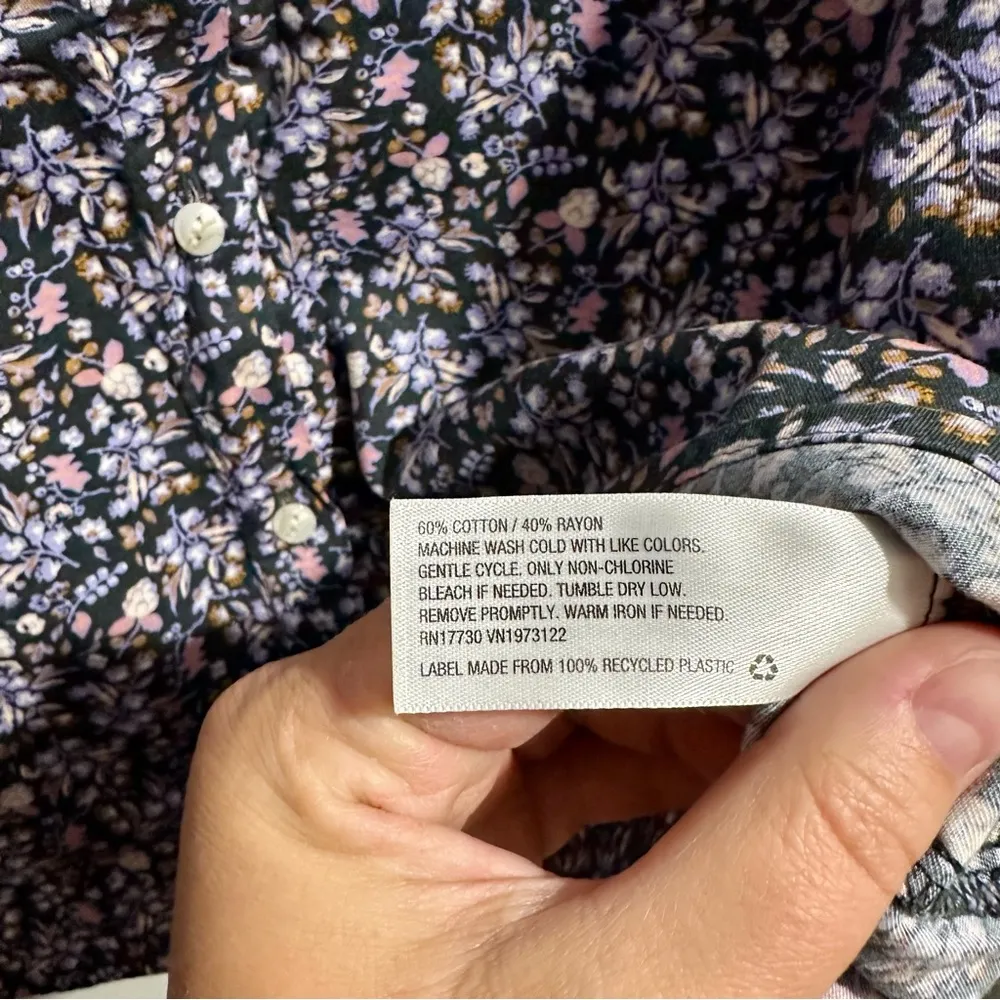 60% COTTON / 40% RAYON
MACHINE WASH COLD WITH LIKE COLORS.
GENTLE CYCLE. ONLY NON-CHLORINE
BLEACH IF NEEDED. TUMBLE DRY LOW.
REMOVE PROMPTLY. WARM IRON IF NEEDED.
RN17730 VN1973122
LABEL MADE FROM 100% RECYCLED PLASTIC